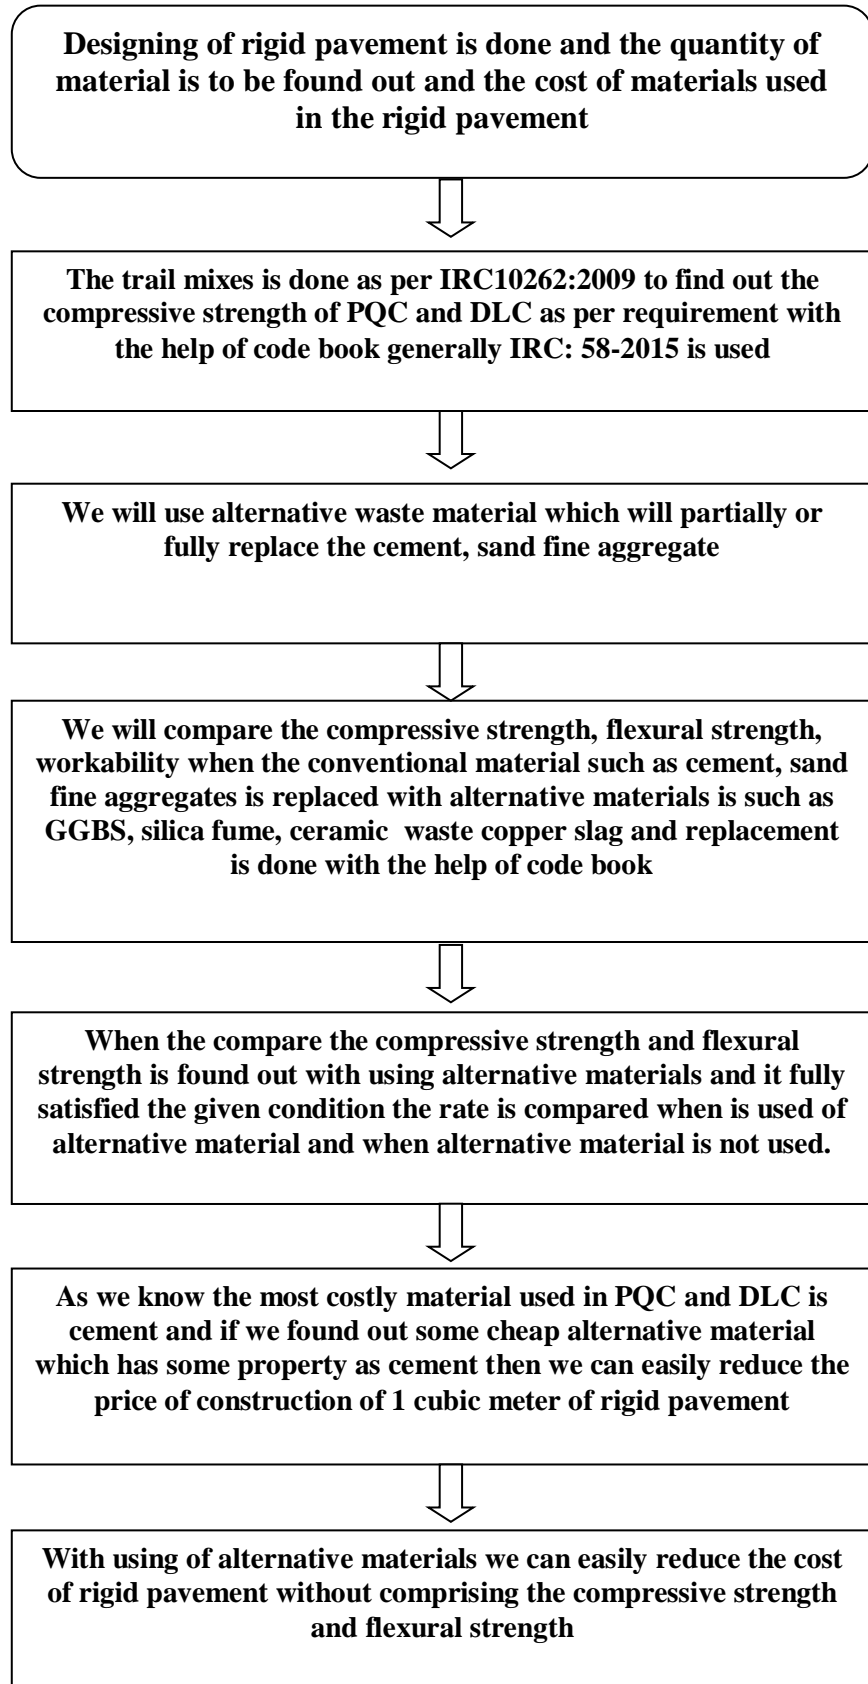 Designing of rigid pavement is done and the quantity of
material is to be found out and the cost of materials used
in the rigid pavement
The trail mixes is done as per IRC10262:2009 to find out the
compressive strength of PQC and DLC as per requirement with
the help of code book generally IRC: 58-2015 is used
We will use alternative waste material which will partially or
fully replace the cement, sand fine aggregate
We will compare the compressive strength, flexural strength,
workability when the conventional material such as cement, sand
fine aggregates is replaced with alternative materials is such as
GGBS, silica fume, ceramic waste copper slag and replacement
is done with the help of code book
When the compare the compressive strength and flexural
strength is found out with using alternative materials and it fully
satisfied the given condition the rate is compared when is used of
alternative material and when alternative material is not used.
As we know the most costly material used in PQC and DLC is
cement and if we found out some cheap alternative material
which has some property as cement then we can easily reduce the
price of construction of 1 cubic meter of rigid pavement
With using of alternative materials we can easily reduce the cost
of rigid pavement without comprising the compressive strength
and flexural strength